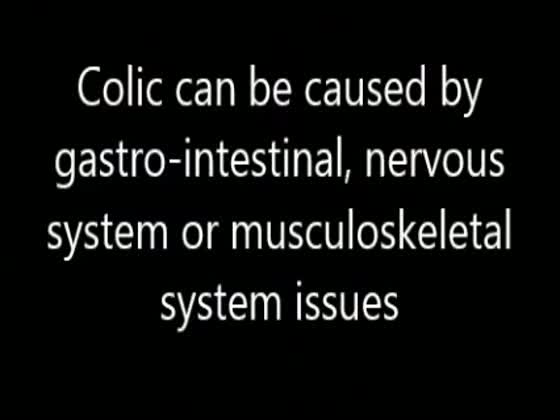 Colic can be caused by
gastro-intestinal, nervous
system or musculoskeletal
system issues